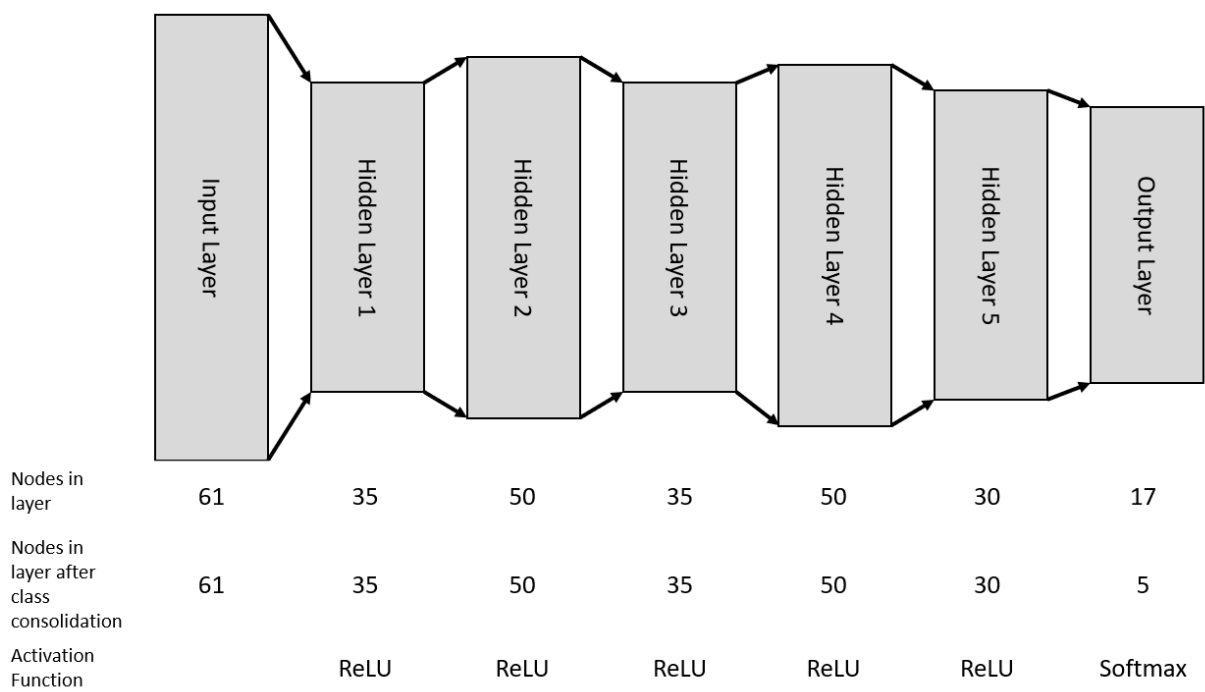 Input Layer
Hidden Layer 1
Hidden Layer 2
Hidden Layer 3
Hidden Layer 4
Hidden Layer 5
Output Layer
Nodes in
layer
61 35 50 35 50 30 17
Nodes in
layer after
class
consolidation
61 35 50 35 50 30 5
Activation
Function
ReLU ReLU ReLU ReLU ReLU Softmax